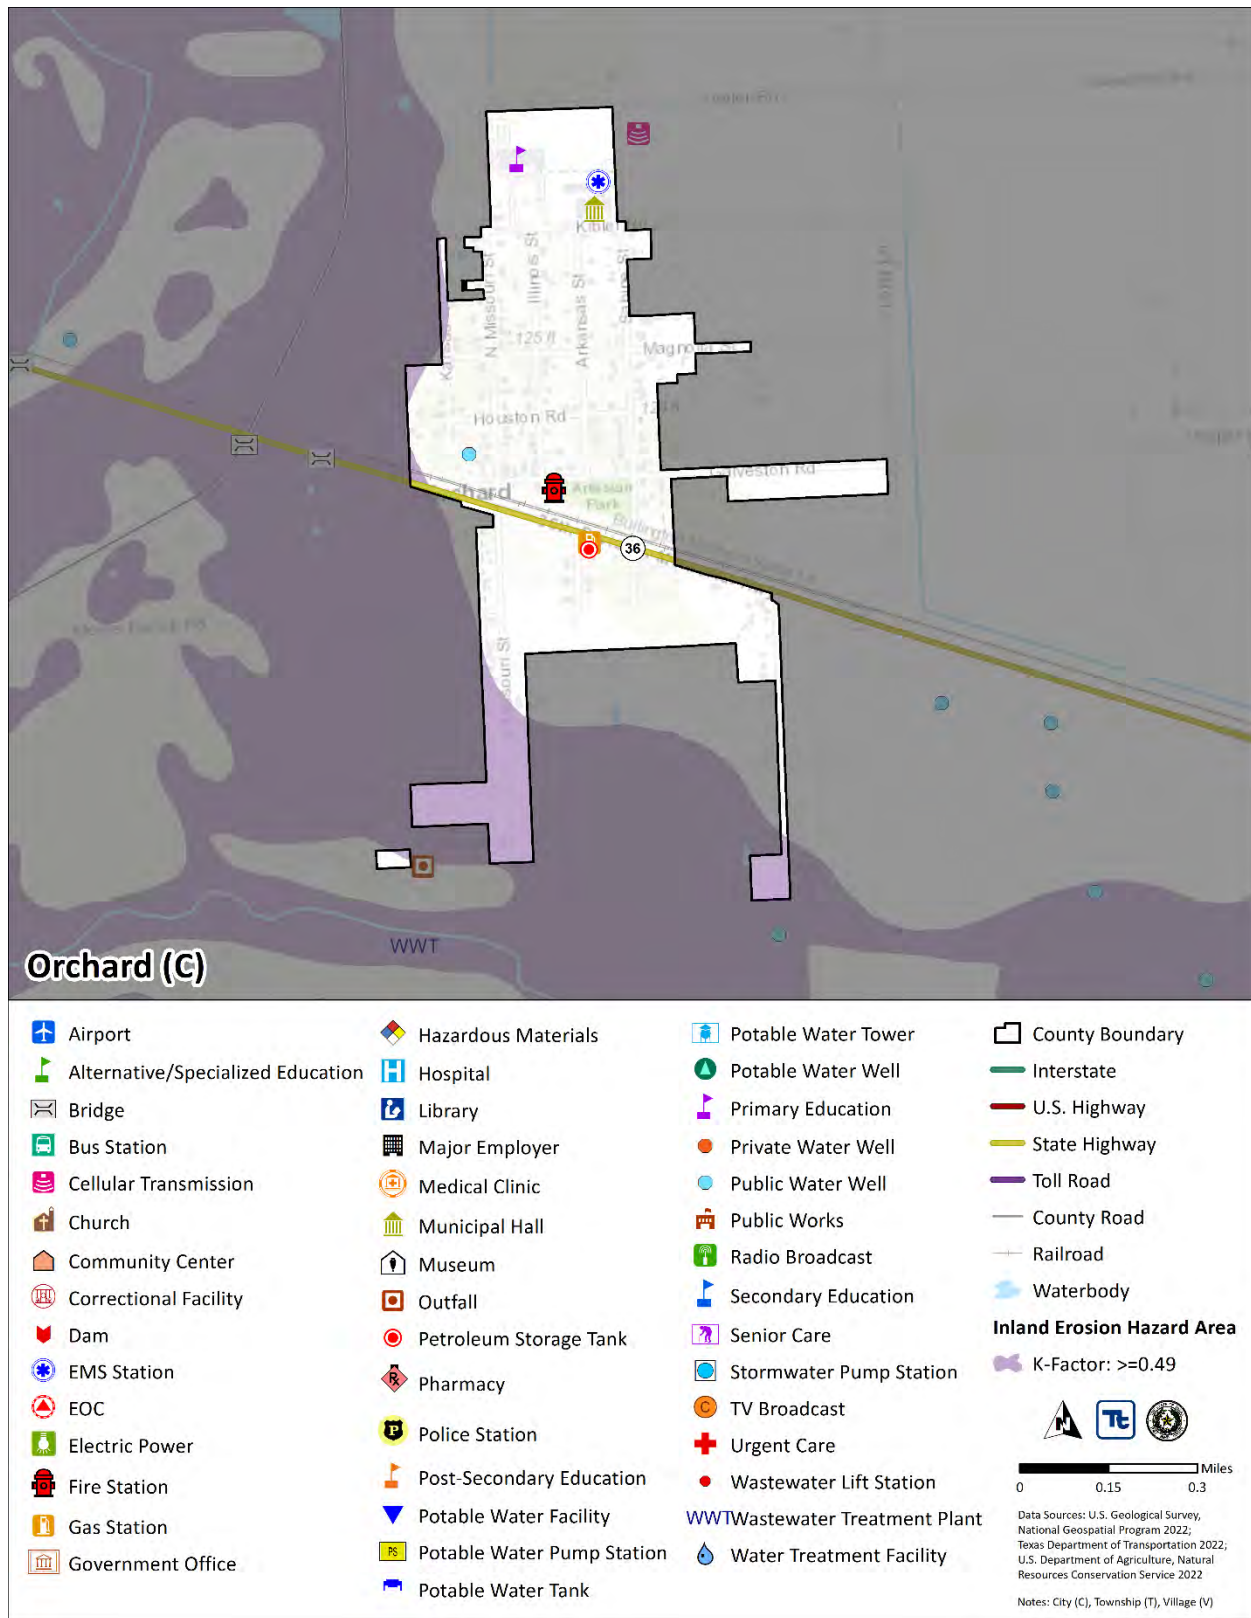 Kibler Rd
N Missouri St
Illinois St
Arkansas St
Sabine St
125 ft
Magnolia St
Houston Rd
Galveston Rd
Artesian
Park
36
WWT
Orchard (C)
Airport
Alternative/Specialized Education
Bridge
Bus Station
Cellular Transmission
Church
Community Center
Correctional Facility
Dam
EMS Station
EOC
Electric Power
Fire Station
Gas Station
Government Office
Hazardous Materials
Hospital
Library
Major Employer
Medical Clinic
Municipal Hall
Museum
Outfall
Petroleum Storage Tank
Pharmacy
Police Station
Post-Secondary Education
Potable Water Facility
PS Potable Water Pump Station
Potable Water Tank
Potable Water Tower
Potable Water Well
Primary Education
Private Water Well
Public Water Well
Public Works
Radio Broadcast
Secondary Education
Senior Care
Stormwater Pump Station
C TV Broadcast
Urgent Care
Wastewater Lift Station
WWT Wastewater Treatment Plant
Water Treatment Facility
County Boundary
Interstate
U.S. Highway
State Highway
Toll Road
County Road
Railroad
Waterbody
Inland Erosion Hazard Area
K-Factor: >=0.49
N
Tt
Miles
0 0.15 0.3
Data Sources: U.S. Geological Survey,
National Geospatial Program 2022;
Texas Department of Transportation 2022;
U.S. Department of Agriculture, Natural
Resources Conservation Service 2022
Notes: City (C), Township (T), Village (V)